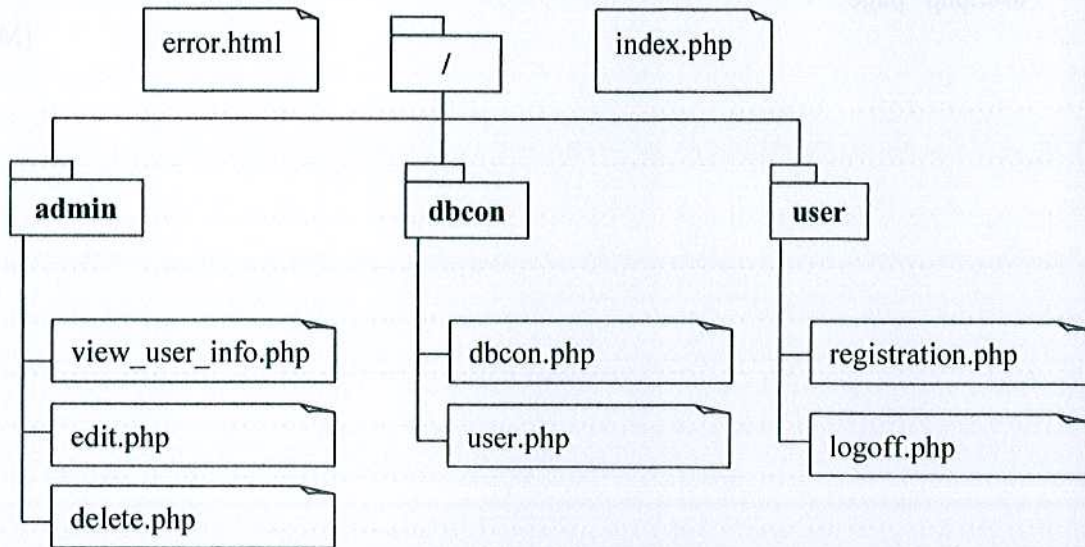 error.html
/
index.php
admin
dbcon
user
view_user_info.php
dbcon.php
registration.php
edit.php
user.php
logoff.php
delete.php